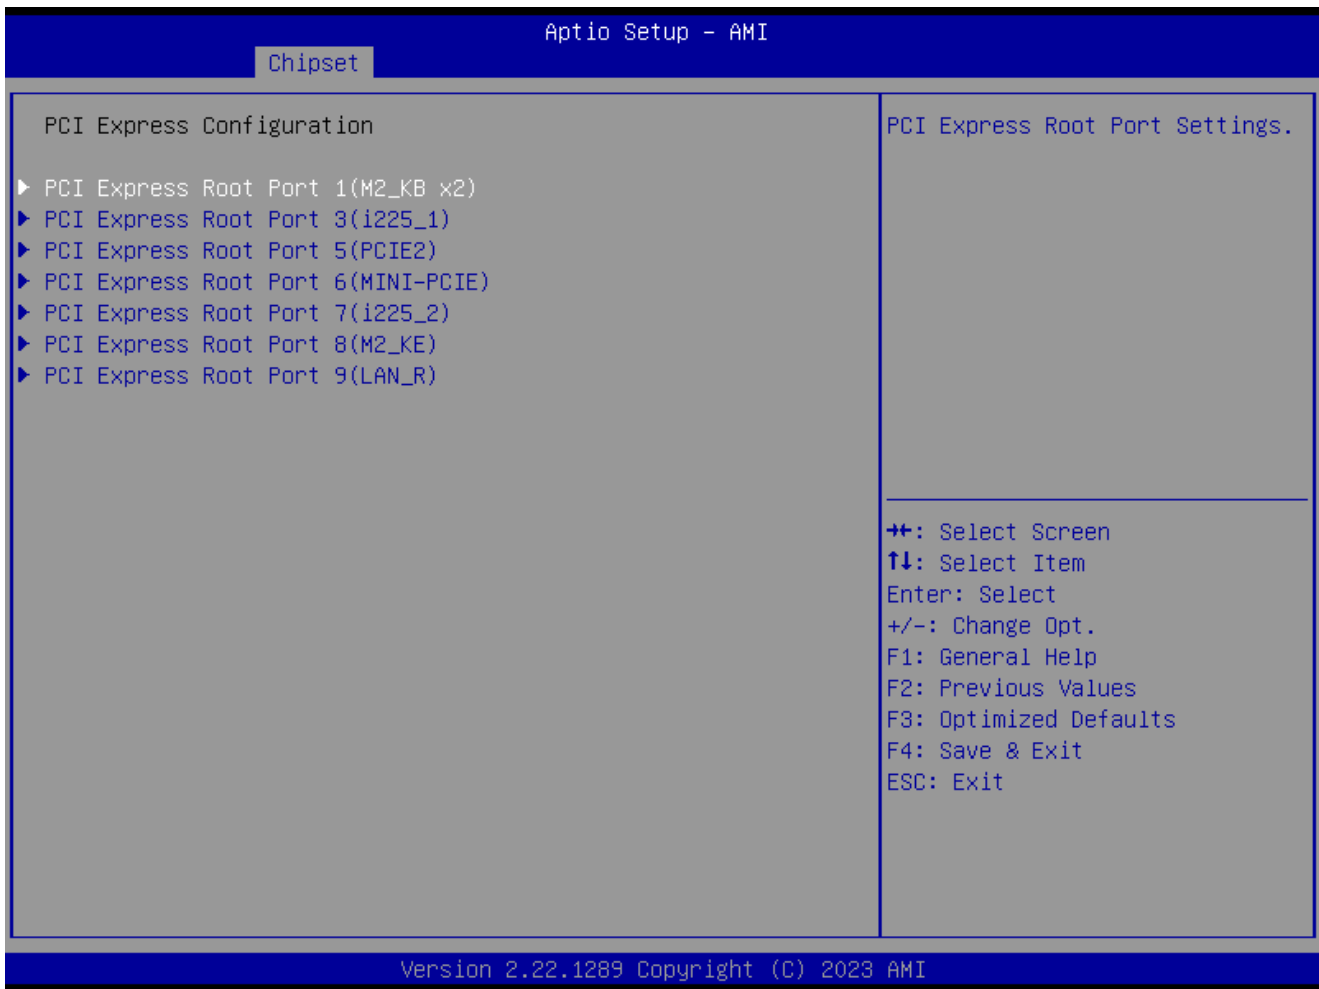 Aptio Setup – AMI
Chipset
PCI Express Configuration
▶ PCI Express Root Port 1(M2_KB x2)
▶ PCI Express Root Port 3(i225_1)
▶ PCI Express Root Port 5(PCIE2)
▶ PCI Express Root Port 6(MINI-PCIE)
▶ PCI Express Root Port 7(i225_2)
▶ PCI Express Root Port 8(M2_KE)
▶ PCI Express Root Port 9(LAN_R)
PCI Express Root Port Settings.
→←: Select Screen
↑↓: Select Item
Enter: Select
+/-: Change Opt.
F1: General Help
F2: Previous Values
F3: Optimized Defaults
F4: Save & Exit
ESC: Exit
Version 2.22.1289 Copyright (C) 2023 AMI